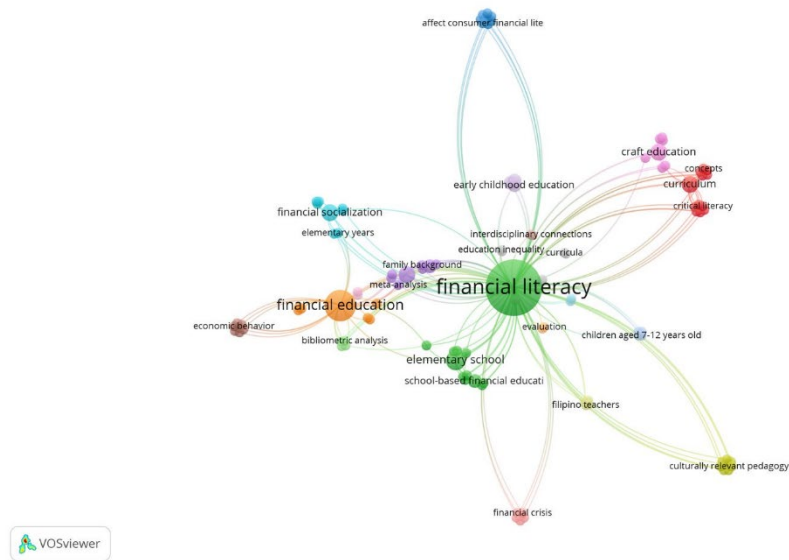 affect consumer financial lite
craft education
concepts
early childhood education
curriculum
financial socialization
critical literacy
elementary years
interdisciplinary connections
education inequality
curricula
family background
meta-analysis
financial literacy
financial education
economic behavior
evaluation
children aged 7-12 years old
bibliometric analysis
elementary school
school-based financial educati
filipino teachers
culturally relevant pedagogy
financial crisis
VOSviewer